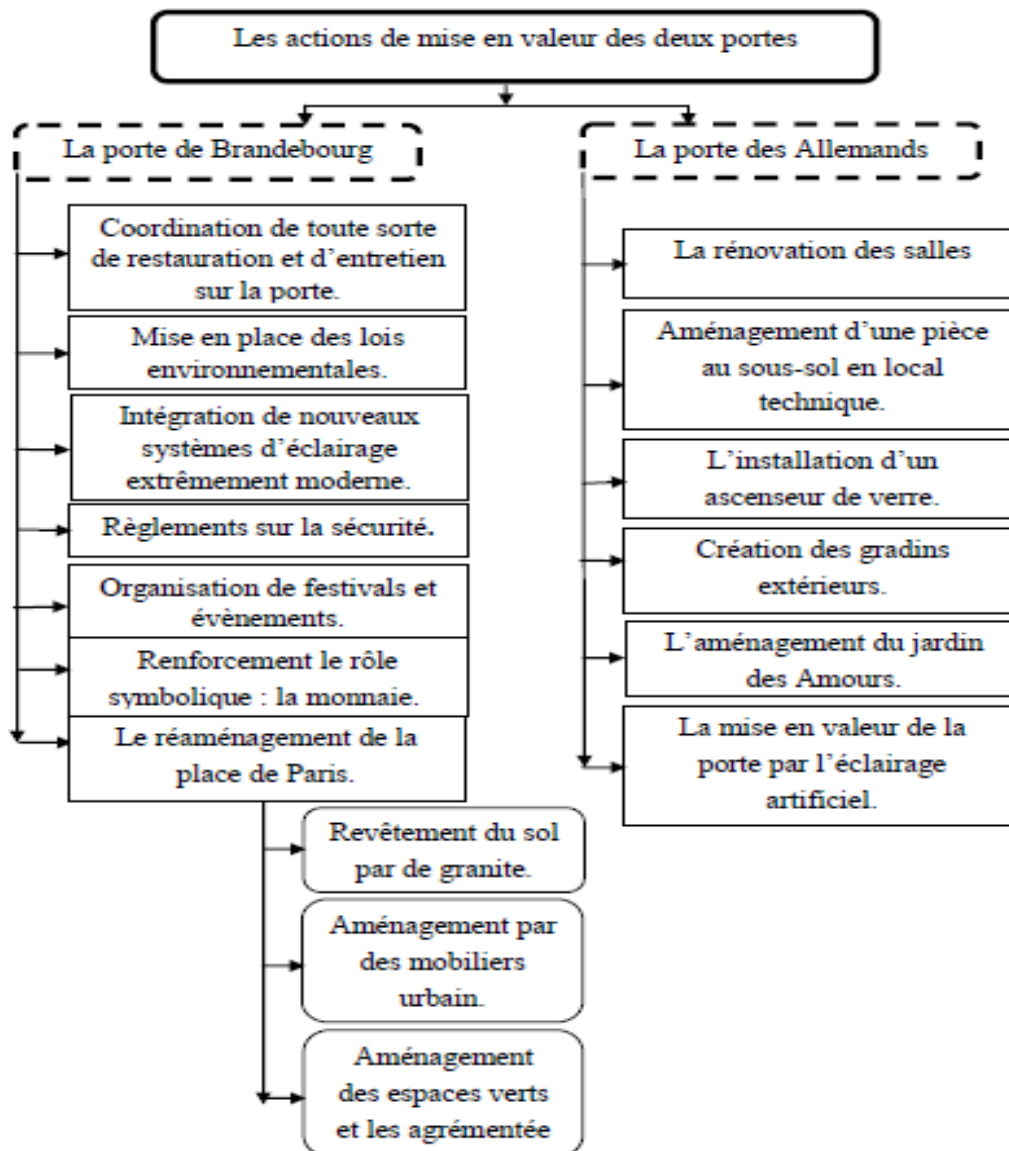 Les actions de mise en valeur des deux portes
La porte de Brandebourg
Coordination de toute sorte
de restauration et d'entretien
sur la porte.
Mise en place des lois
environnementales.
Intégration de nouveaux
systèmes d'éclairage
extrêmement moderne.
Règlements sur la sécurité.
Organisation de festivals et
évènements.
Renforcement le rôle
symbolique : la monnaie.
Le réaménagement de la
place de Paris.
Revêtement du sol
par de granite.
Aménagement par
des mobiliers
urbain.
Aménagement
des espaces verts
et les agrémentée
La porte des Allemands
La rénovation des salles
Aménagement d'une pièce
au sous-sol en local
technique.
L'installation d'un
ascenseur de verre.
Création des gradins
extérieurs.
L'aménagement du jardin
des Amours.
La mise en valeur de la
porte par l'éclairage
artificiel.